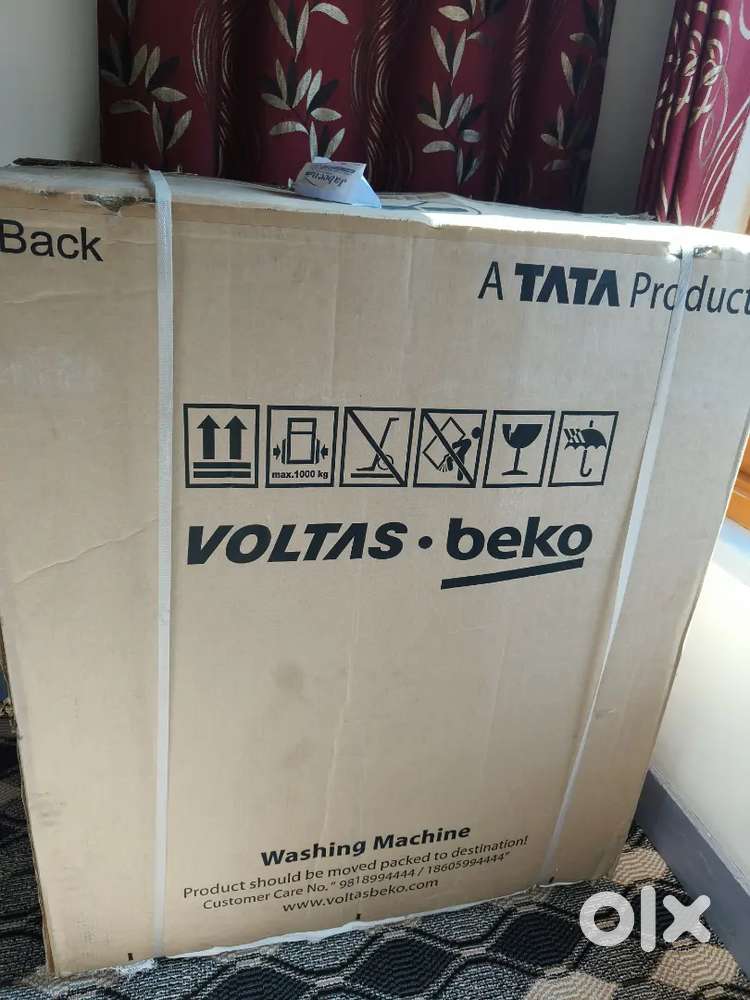 Jabeena
Back
A TATA Product
max.1000 kg
VOLTAS • beko
Washing Machine
Product should be moved packed to destination!
Customer Care No." 9818994444 / 18605994444"
www.voltasbeko.com
olx